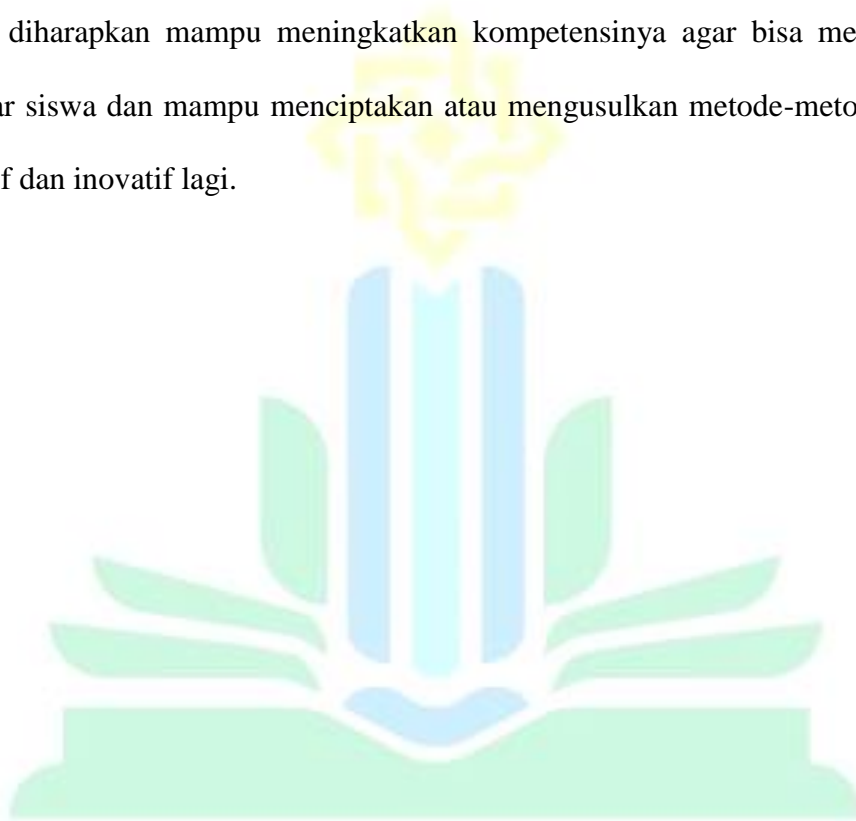 diharapkan mampu meningkatkan kompetensinya agar bisa me
ar siswa dan mampu menciptakan atau mengusulkan metode-meto
f dan inovatif lagi.